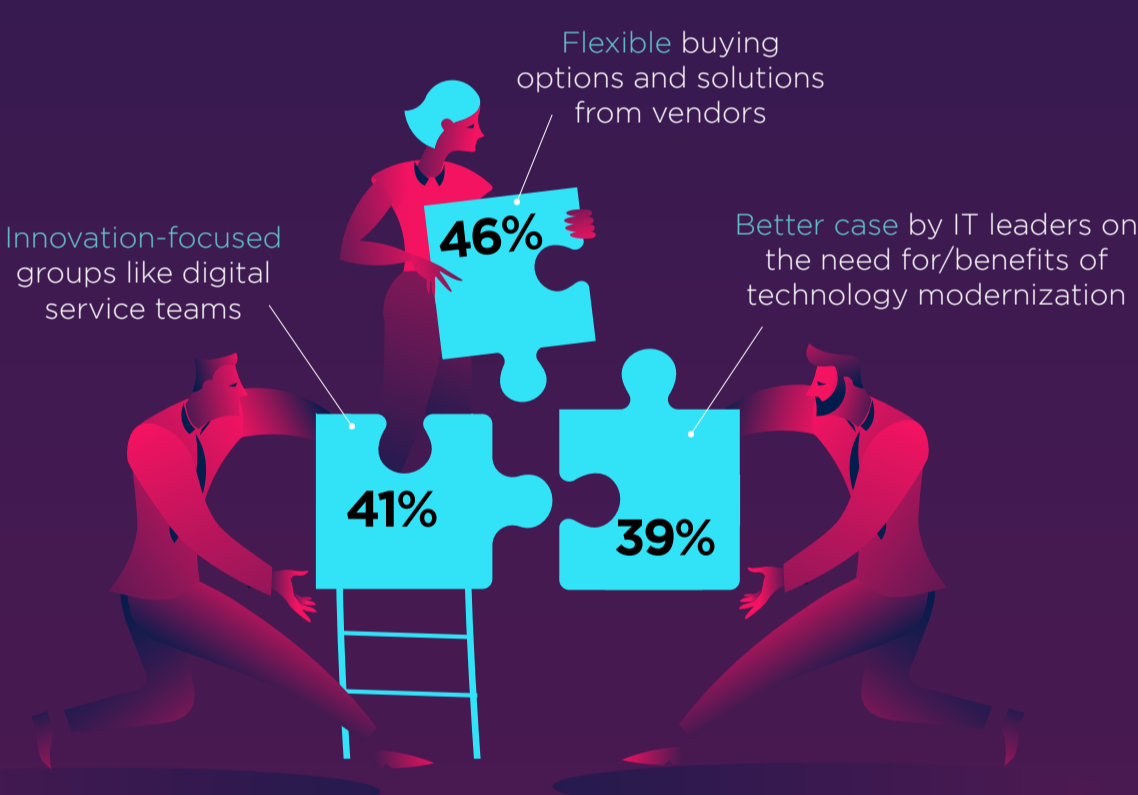 Flexible buying
options and solutions
from vendors
46%
Innovation-focused
groups like digital
service teams
41%
Better case by IT leaders on
the need for/benefits of
technology modernization
39%